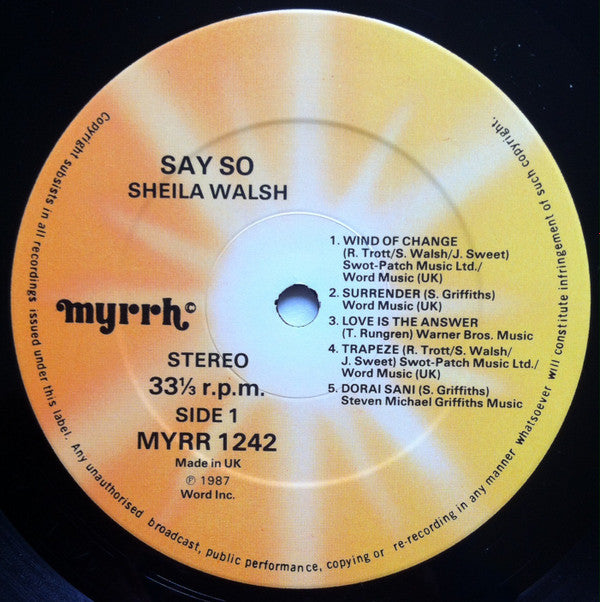 SAY SO
SHEILA WALSH
myrrh©
STEREO
33⅓ r.p.m.
SIDE 1
MYRR 1242
Made in UK
℗ 1987
Word Inc.
1. WIND OF CHANGE
(R. Trott/S. Walsh/J. Sweet)
Swot-Patch Music Ltd./
Word Music (UK)
2. SURRENDER (S. Griffiths)
Word Music (UK)
3. LOVE IS THE ANSWER
(T. Rungren) Warner Bros. Music
4. TRAPEZE (R. Trott/S. Walsh/
J. Sweet) Swot-Patch Music Ltd./
Word Music (UK)
5. DORAI SANI (S. Griffiths)
Steven Michael Griffiths Music
Copyright subsists in all recordings issued under this label. Any unauthorised broadcast, public performance, copying or re-recording in any manner whatsoever will constitute infringement of such copyright.